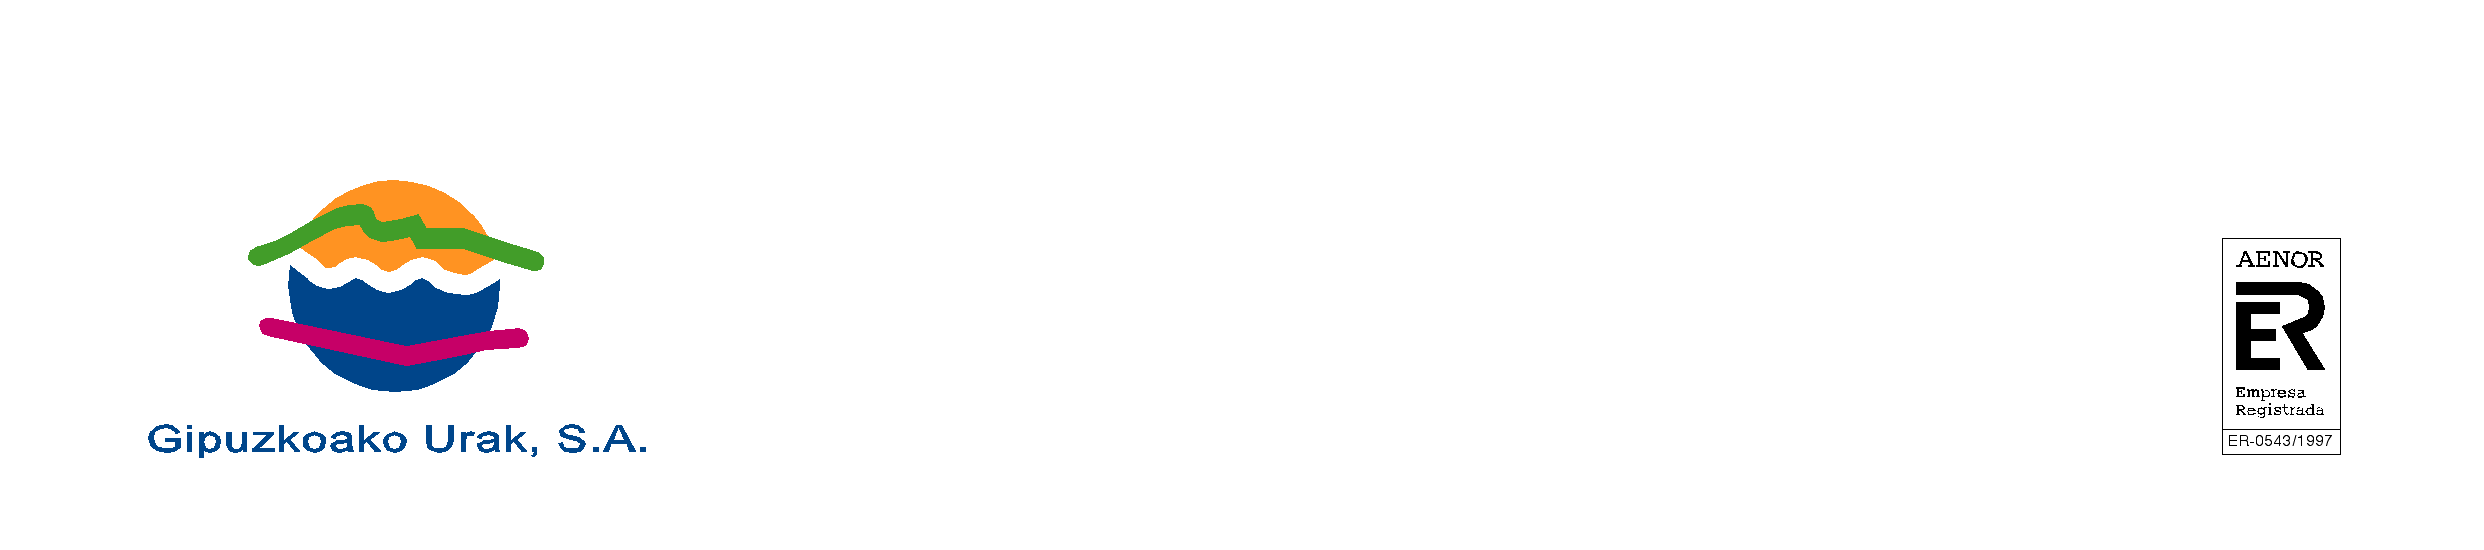 Gipuzkoako Urak, S.A.
AENOR
ER
Empresa
Registrada
ER-0543/1997